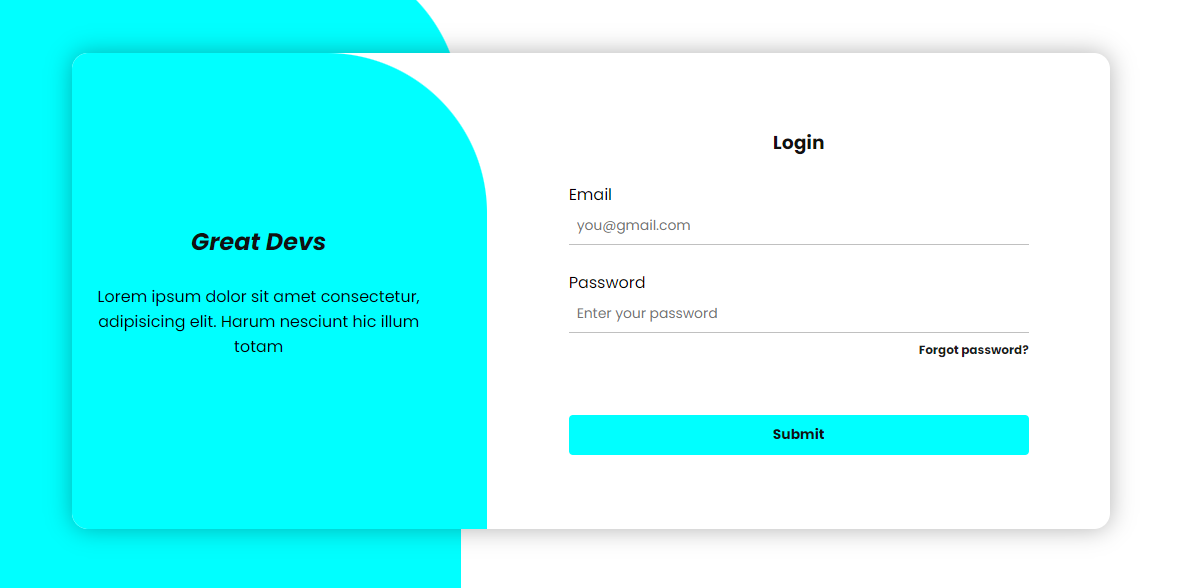 Great Devs
Lorem ipsum dolor sit amet consectetur,
adipisicing elit. Harum nesciunt hic illum
totam
Login
Email
you@gmail.com
Password
Enter your password
Forgot password?
Submit